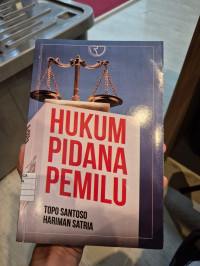 HUKUM
PIDANA
PEMILU
TOPO SANTOSO
HARIMAN SATRIA